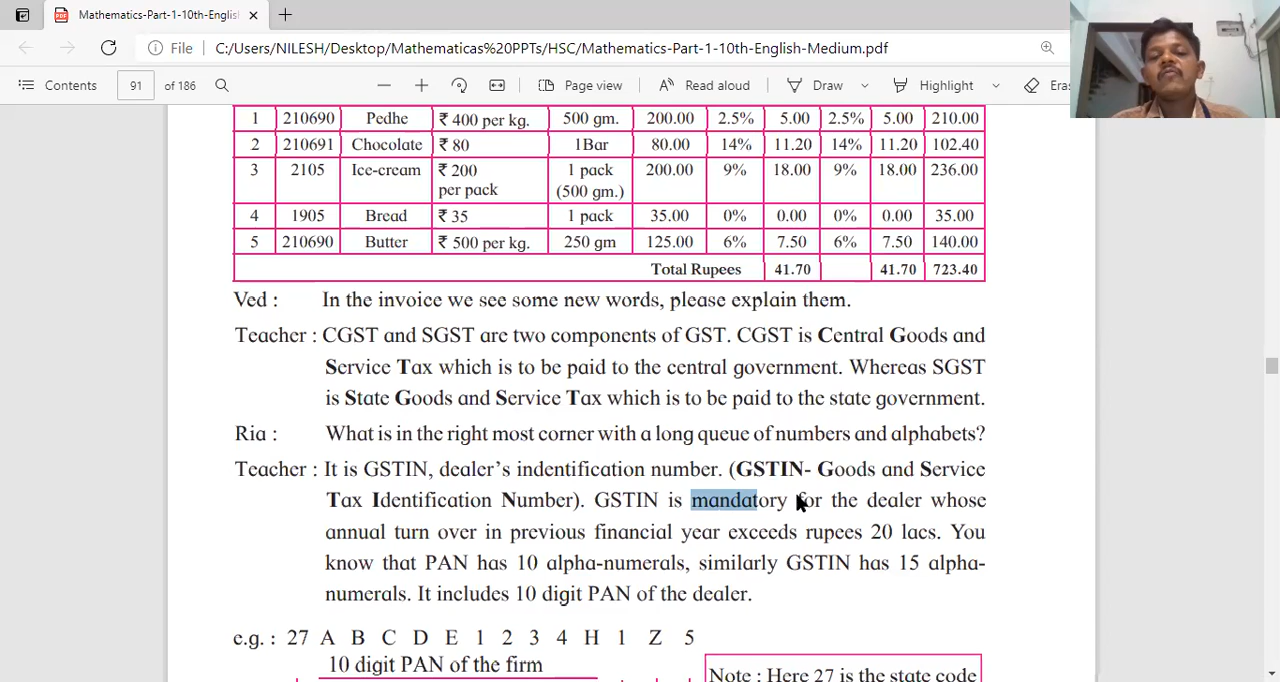 Mathematics-Part-1-10th-English
File C:/Users/NILESH/Desktop/Mathematicas%20PPTs/HSC/Mathematics-Part-1-10th-English-Medium.pdf
Contents 91 of 186 Page view Read aloud Draw Highlight Eras
1 210690 Pedhe ₹ 400 per kg. 500 gm. 200.00 2.5% 5.00 2.5% 5.00 210.00
2 210691 Chocolate ₹ 80 1Bar 80.00 14% 11.20 14% 11.20 102.40
3 2105 Ice-cream ₹ 200 per pack 1 pack (500 gm.) 200.00 9% 18.00 9% 18.00 236.00
4 1905 Bread ₹ 35 1 pack 35.00 0% 0.00 0% 0.00 35.00
5 210690 Butter ₹ 500 per kg. 250 gm 125.00 6% 7.50 6% 7.50 140.00
Total Rupees 41.70 41.70 723.40
Ved : In the invoice we see some new words, please explain them.
Teacher : CGST and SGST are two components of GST. CGST is Central Goods and
Service Tax which is to be paid to the central government. Whereas SGST
is State Goods and Service Tax which is to be paid to the state government.
Ria : What is in the right most corner with a long queue of numbers and alphabets?
Teacher : It is GSTIN, dealer's indentification number. (GSTIN- Goods and Service
Tax Identification Number). GSTIN is mandatory for the dealer whose
annual turn over in previous financial year exceeds rupees 20 lacs. You
know that PAN has 10 alpha-numerals, similarly GSTIN has 15 alpha-
numerals. It includes 10 digit PAN of the dealer.
e.g. : 27 A B C D E 1 2 3 4 H 1 Z 5
10 digit PAN of the firm
Note : Here 27 is the state code